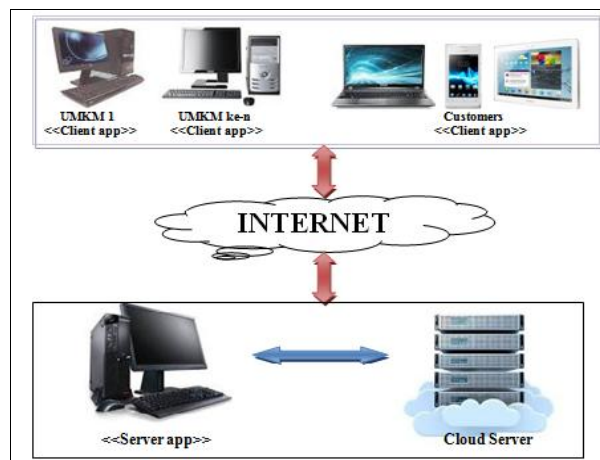 UMKM 1
<<Client app>>
UMKM ke-n
<<Client app>>
Customers
<<Client app>>
INTERNET
<<Server app>>
Cloud Server